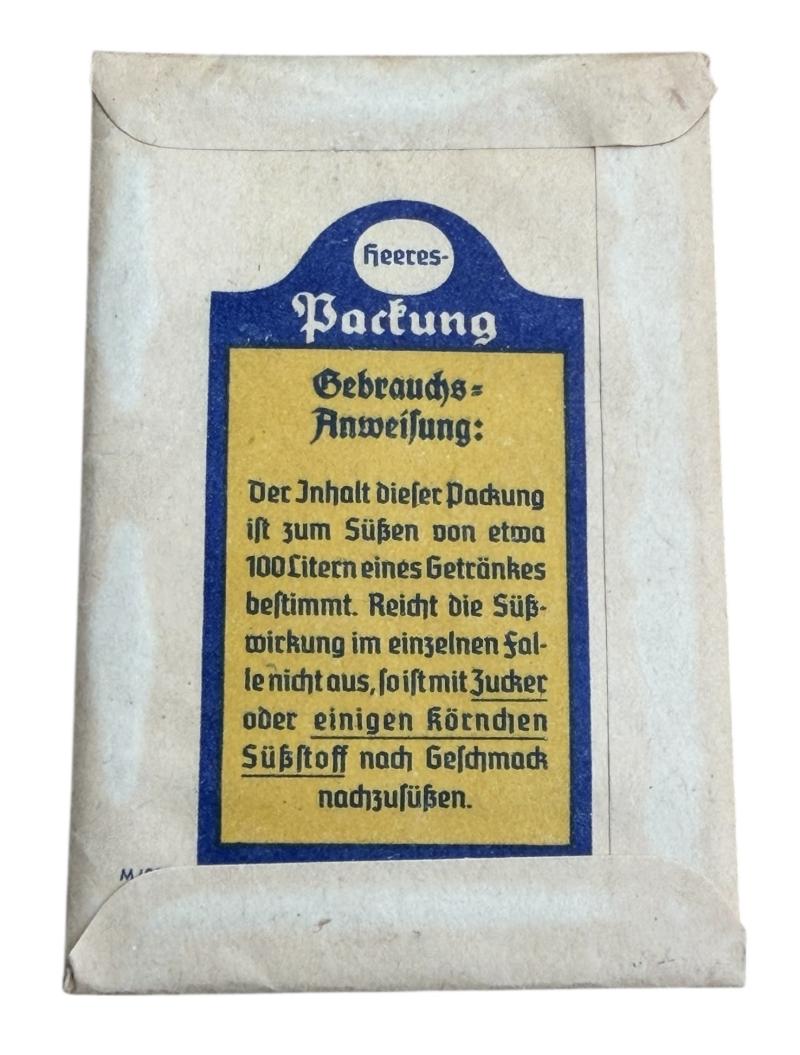 Heeres-
Packung
Gebrauchs-
Anweiſung:
Der Inhalt dieſer Packung
iſt zum Süßen von etwa
100 Litern eines Getränkes
beſtimmt. Reicht die Süß-
wirkung im einzelnen Fal-
le nicht aus, ſo iſt mit Zucker
oder einigen Körnchen
Süßſtoff nach Geſchmack
nachzuſüßen.